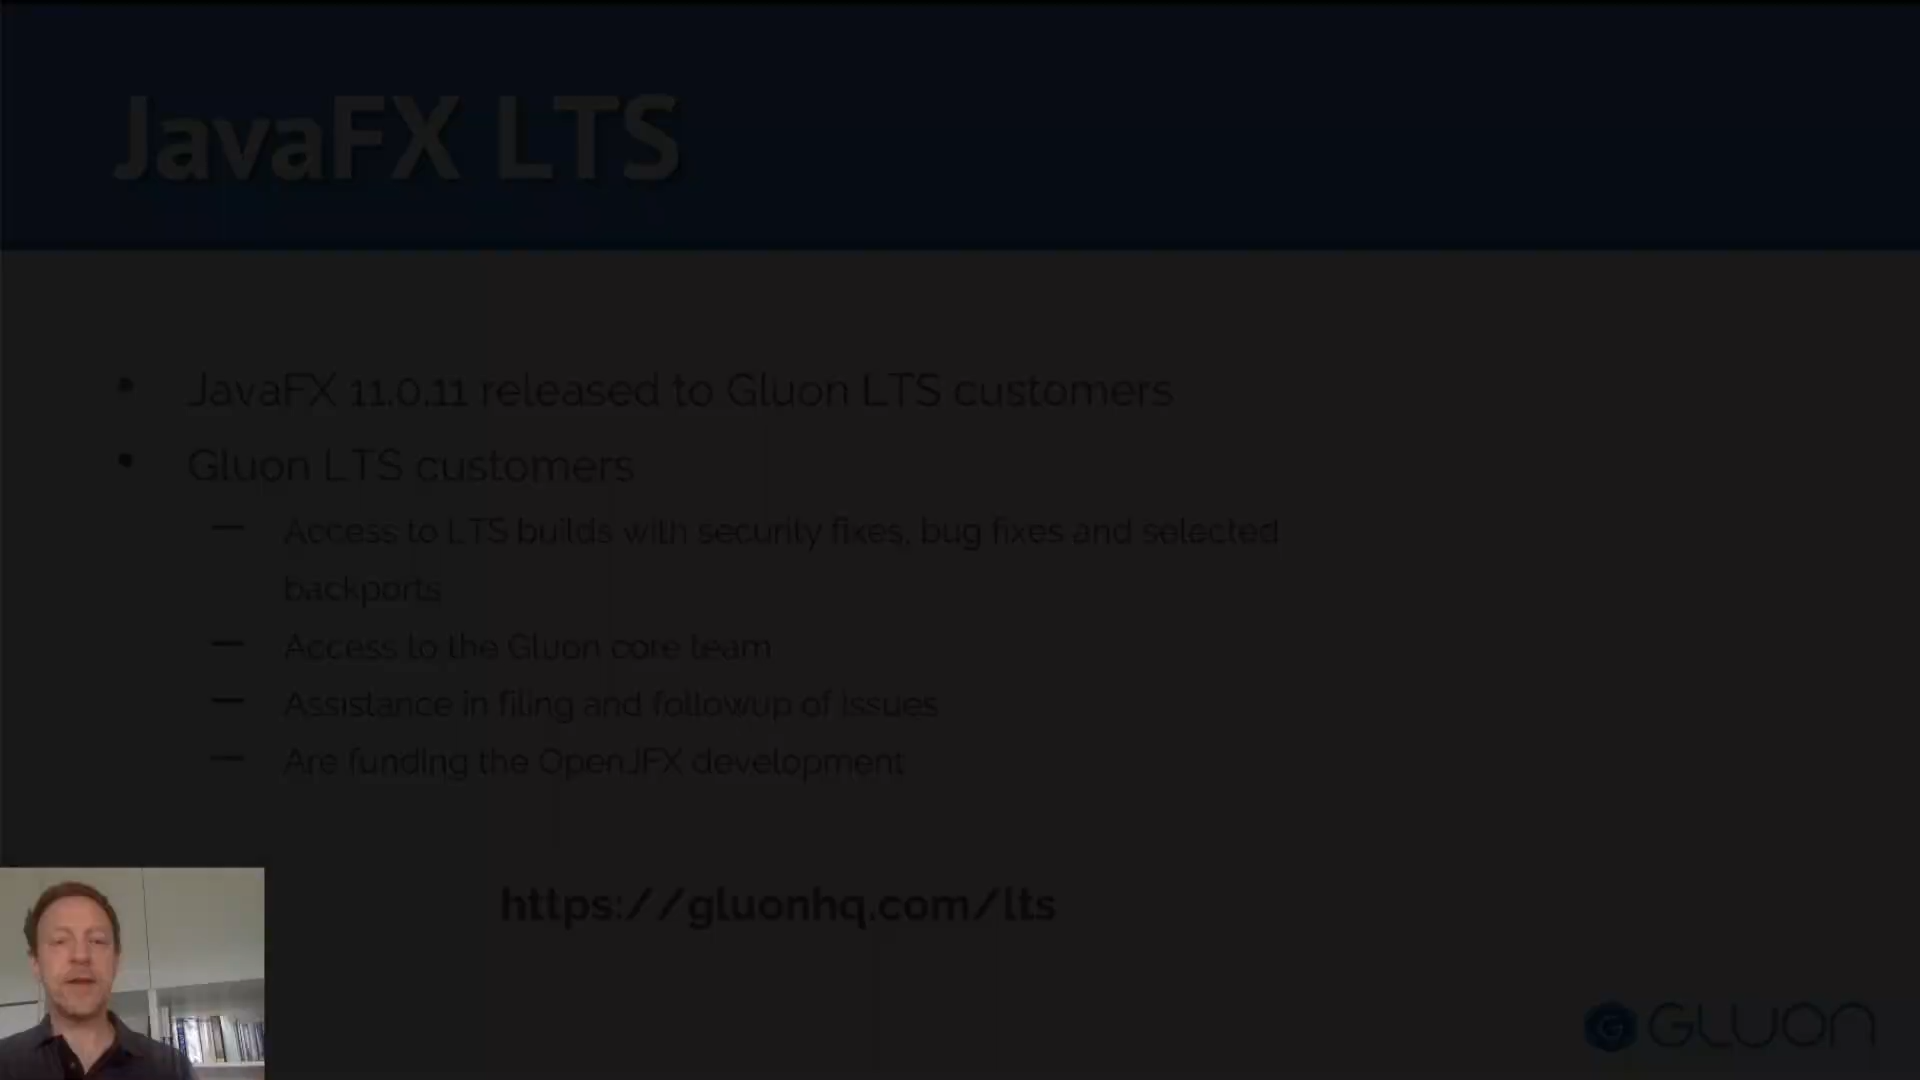 JavaFX LTS
• JavaFX 11.0.11 released to Gluon LTS customers
• Gluon LTS customers
— Access to LTS builds with security fixes, bug fixes and selected
backports
— Access to the Gluon core team
— Assistance in filing and followup of issues
— Are funding the OpenJFX development
https://gluonhq.com/lts
G GLUON